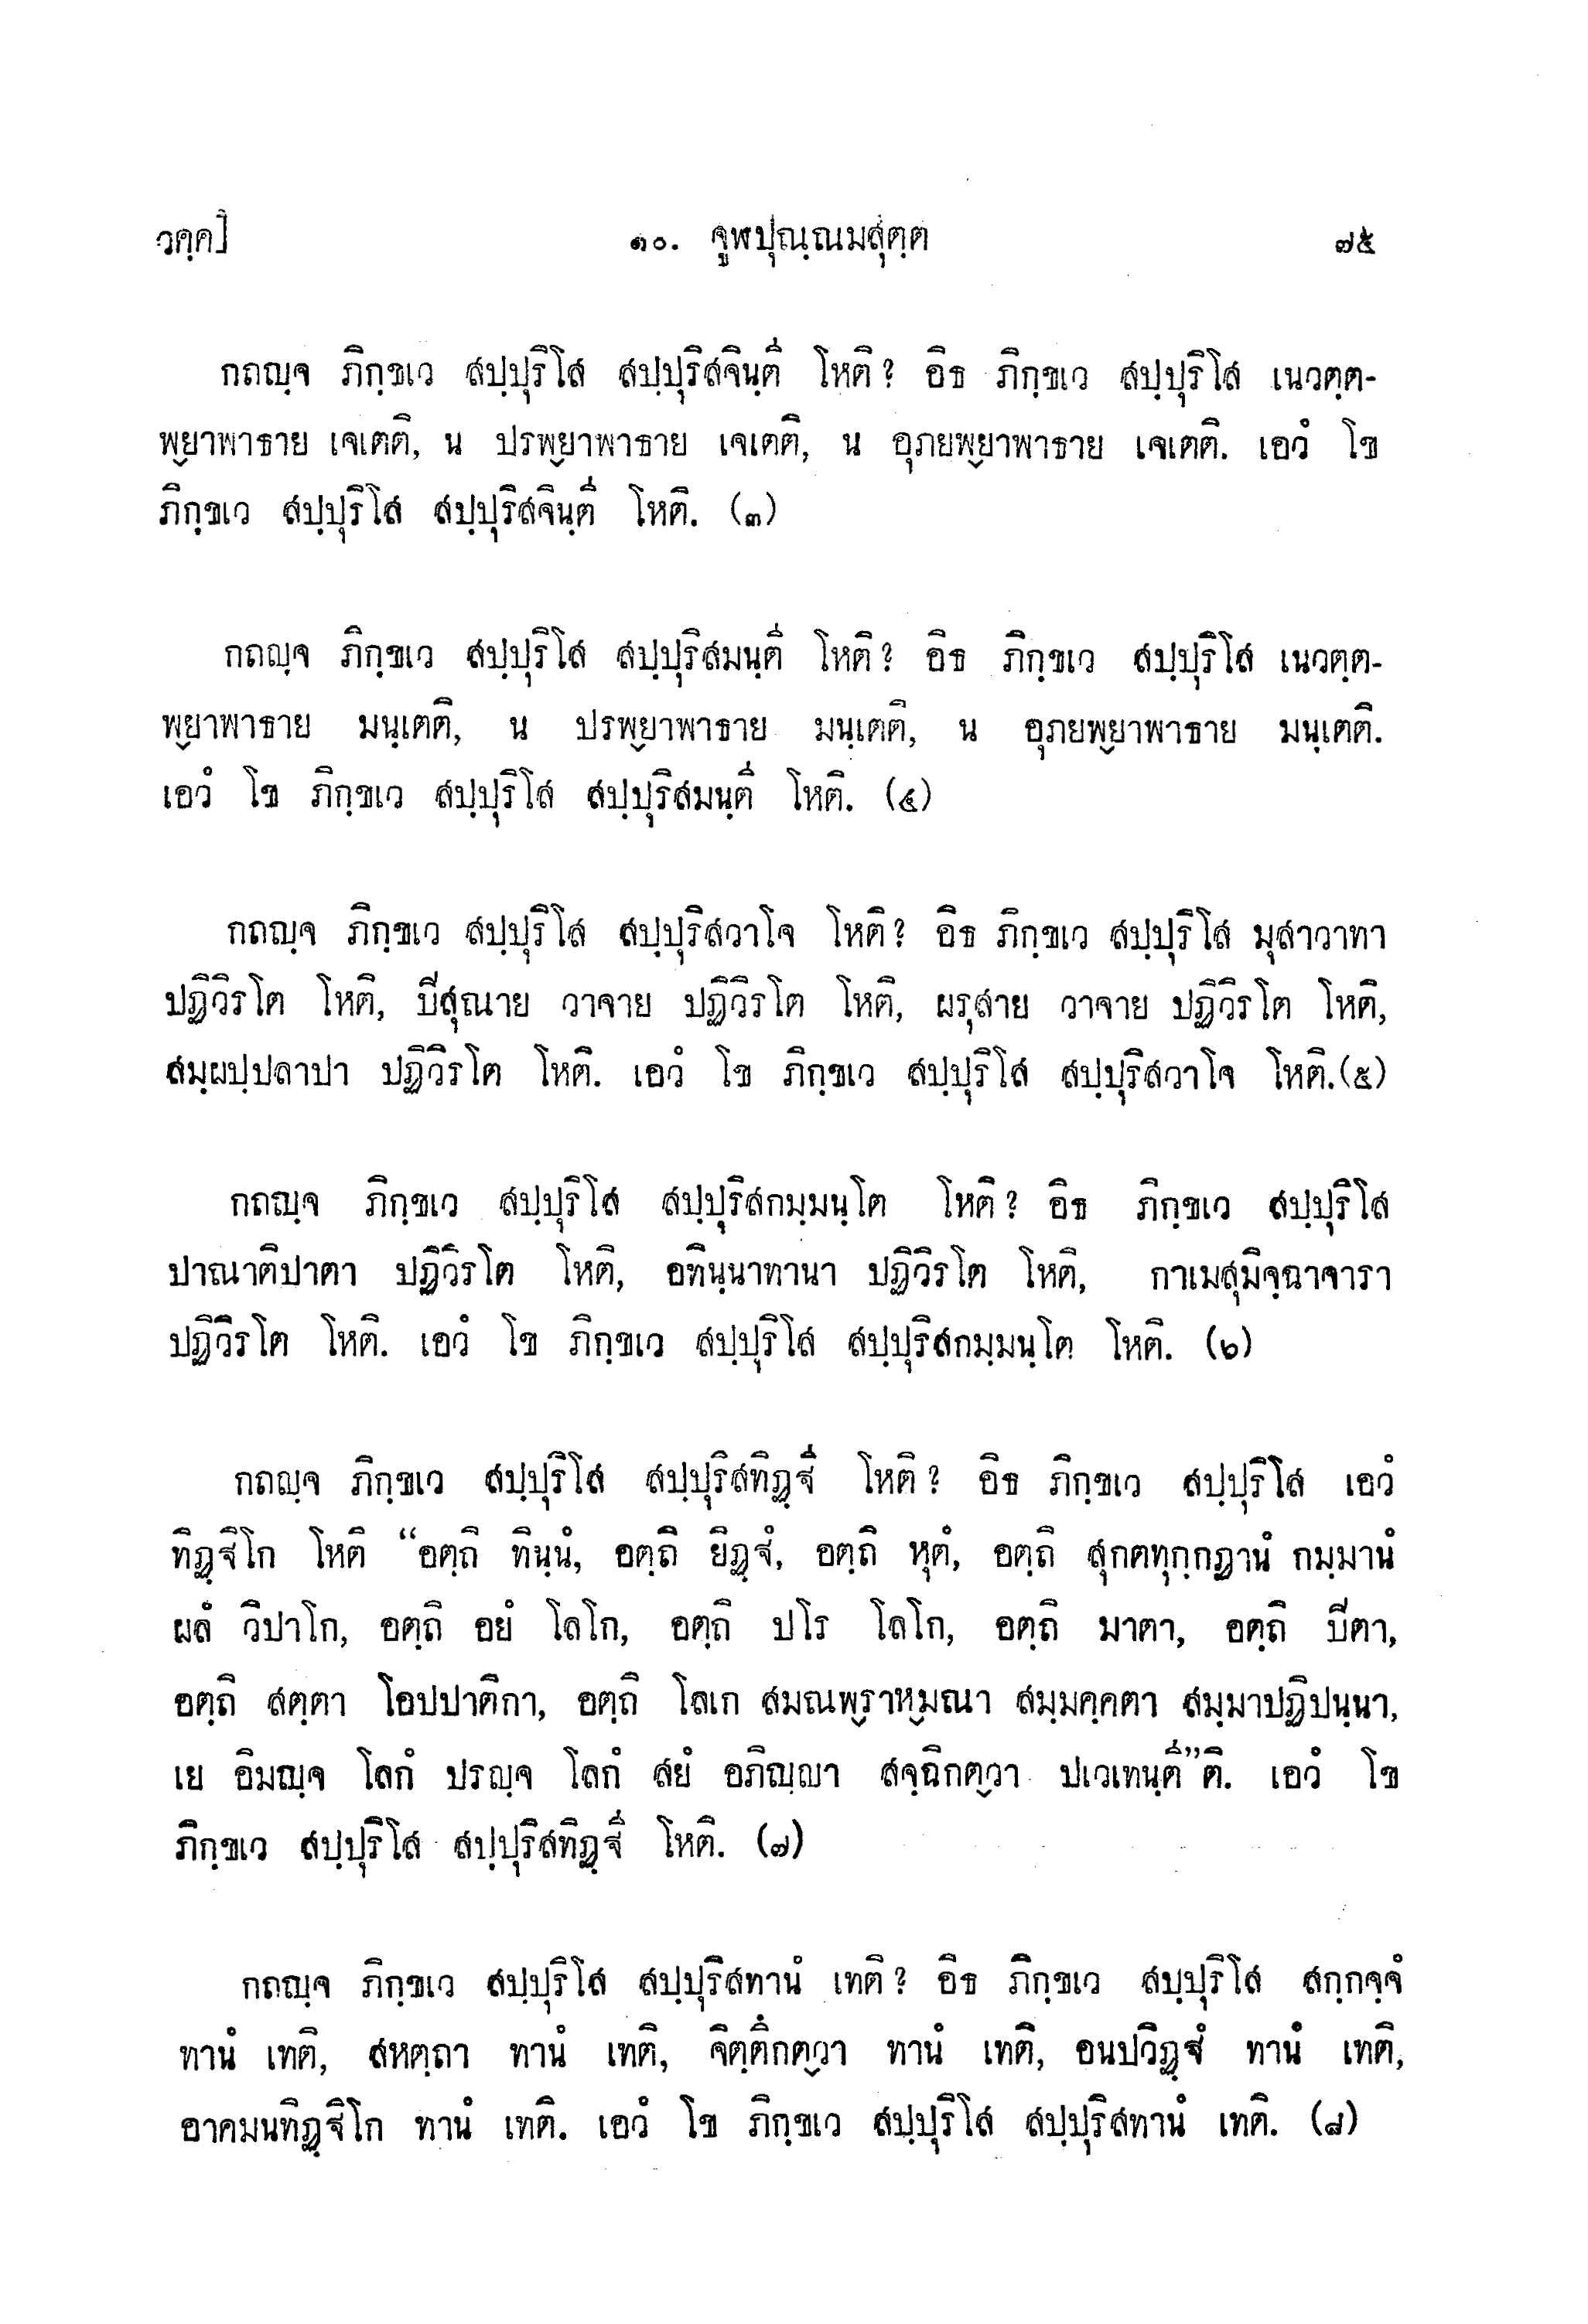 วคฺค]
๑๐. จูฬปุณฺณมสุตฺต
๗๕
กถญฺจ ภิกฺขเว สปฺปุริโส สปฺปุริสจินฺตี โหติ? อิธ ภิกฺขเว สปฺปุริโส เนวตฺต-
พฺยาพาธาย เจเตติ, น ปรพฺยาพาธาย เจเตติ, น อุภยพฺยาพาธาย เจเตติ. เอวํ โข
ภิกฺขเว สปฺปุริโส สปฺปุริสจินฺตี โหติ. (๓)
กถญฺจ ภิกฺขเว สปฺปุริโส สปฺปุริสมนฺตี โหติ? อิธ ภิกฺขเว สปฺปุริโส เนวตฺต-
พฺยาพาธาย มนฺเตติ, น ปรพฺยาพาธาย มนฺเตติ, น อุภยพฺยาพาธาย มนฺเตติ.
เอวํ โข ภิกฺขเว สปฺปุริโส สปฺปุริสมนฺตี โหติ. (๔)
กถญฺจ ภิกฺขเว สปฺปุริโส สปฺปุริสวาโจ โหติ? อิธ ภิกฺขเว สปฺปุริโส มุสาวาทา
ปฏิวิรโต โหติ, ปิสุณาย วาจาย ปฏิวิรโต โหติ, ผรุสาย วาจาย ปฏิวิรโต โหติ,
สมฺผปฺปลาปา ปฏิวิรโต โหติ. เอวํ โข ภิกฺขเว สปฺปุริโส สปฺปุริสวาโจ โหติ.(๕)
กถญฺจ ภิกฺขเว สปฺปุริโส สปฺปุริสกมฺมนฺโต โหติ? อิธ ภิกฺขเว สปฺปุริโส
ปาณาติปาตา ปฏิวิรโต โหติ, อทินฺนาทานา ปฏิวิรโต โหติ, กาเมสุมิจฺฉาจารา
ปฏิวิรโต โหติ. เอวํ โข ภิกฺขเว สปฺปุริโส สปฺปุริสกมฺมนฺโต โหติ. (๖)
กถญฺจ ภิกฺขเว สปฺปุริโส สปฺปุริสทิฏฺฐี โหติ? อิธ ภิกฺขเว สปฺปุริโส เอวํ
ทิฏฺฐิโก โหติ “อตฺถิ ทินฺนํ, อตฺถิ ยิฏฺฐํ, อตฺถิ หุตํ, อตฺถิ สุกตทุกฺกฏานํ กมฺมานํ
ผลํ วิปาโก, อตฺถิ อยํ โลโก, อตฺถิ ปโร โลโก, อตฺถิ มาตา, อตฺถิ ปิตา,
อตฺถิ สตฺตา โอปปาติกา, อตฺถิ โลเก สมณพฺราหฺมณา สมฺมคฺคตา สมฺมาปฏิปนฺนา,
เย อิมญฺจ โลกํ ปรญฺจ โลกํ สยํ อภิญฺญา สจฺฉิกตฺวา ปเวเทนฺตี”ติ. เอวํ โข
ภิกฺขเว สปฺปุริโส สปฺปุริสทิฏฺฐี โหติ. (๗)
กถญฺจ ภิกฺขเว สปฺปุริโส สปฺปุริสทานํ เทติ? อิธ ภิกฺขเว สปฺปุริโส สกฺกจฺจํ
ทานํ เทติ, สหตฺถา ทานํ เทติ, จิตฺตึกตฺวา ทานํ เทติ, อนปวิฏฺฐํ ทานํ เทติ,
อาคมนทิฏฺฐิโก ทานํ เทติ. เอวํ โข ภิกฺขเว สปฺปุริโส สปฺปุริสทานํ เทติ. (๘)